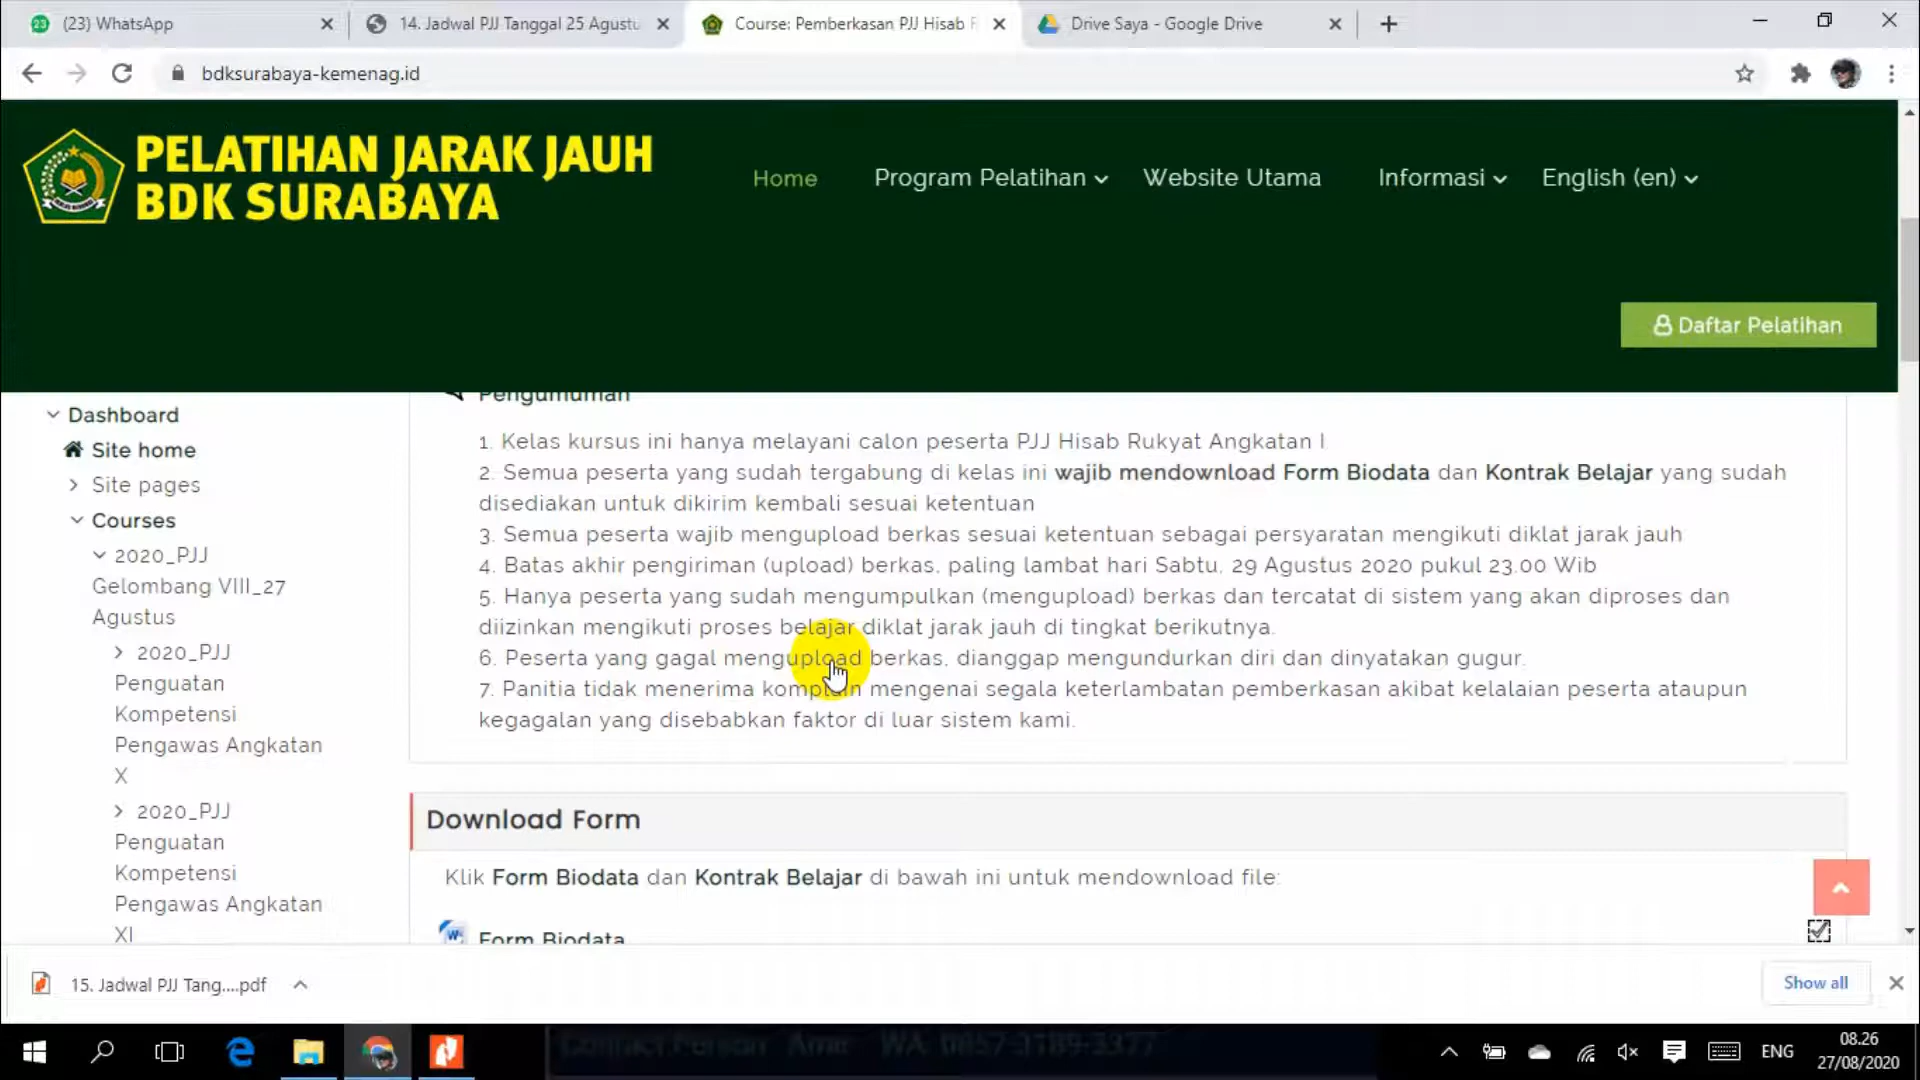 (23) WhatsApp
14. Jadwal PJJ Tanggal 25 Agustu
Course: Pemberkasan PJJ Hisab R
Drive Saya - Google Drive
bdksurabaya-kemenag.id
PELATIHAN JARAK JAUH
BDK SURABAYA
Home
Program Pelatihan
Website Utama
Informasi
English (en)
Daftar Pelatihan
Dashboard
Site home
Site pages
Courses
2020_PJJ
Gelombang VIII_27
Agustus
2020_PJJ
Penguatan
Kompetensi
Pengawas Angkatan
X
2020_PJJ
Penguatan
Kompetensi
Pengawas Angkatan
XI
Pengumuman
1. Kelas kursus ini hanya melayani calon peserta PJJ Hisab Rukyat Angkatan I
2. Semua peserta yang sudah tergabung di kelas ini wajib mendownload Form Biodata dan Kontrak Belajar yang sudah
disediakan untuk dikirim kembali sesuai ketentuan
3. Semua peserta wajib mengupload berkas sesuai ketentuan sebagai persyaratan mengikuti diklat jarak jauh
4. Batas akhir pengiriman (upload) berkas, paling lambat hari Sabtu, 29 Agustus 2020 pukul 23.00 Wib
5. Hanya peserta yang sudah mengumpulkan (mengupload) berkas dan tercatat di sistem yang akan diproses dan
diizinkan mengikuti proses belajar diklat jarak jauh di tingkat berikutnya.
6. Peserta yang gagal mengupload berkas, dianggap mengundurkan diri dan dinyatakan gugur.
7. Panitia tidak menerima komplain mengenai segala keterlambatan pemberkasan akibat kelalaian peserta ataupun
kegagalan yang disebabkan faktor di luar sistem kami.
Download Form
Klik Form Biodata dan Kontrak Belajar di bawah ini untuk mendownload file:
Form Biodata
15. Jadwal PJJ Tang....pdf
Show all
ENG
08.26
27/08/2020